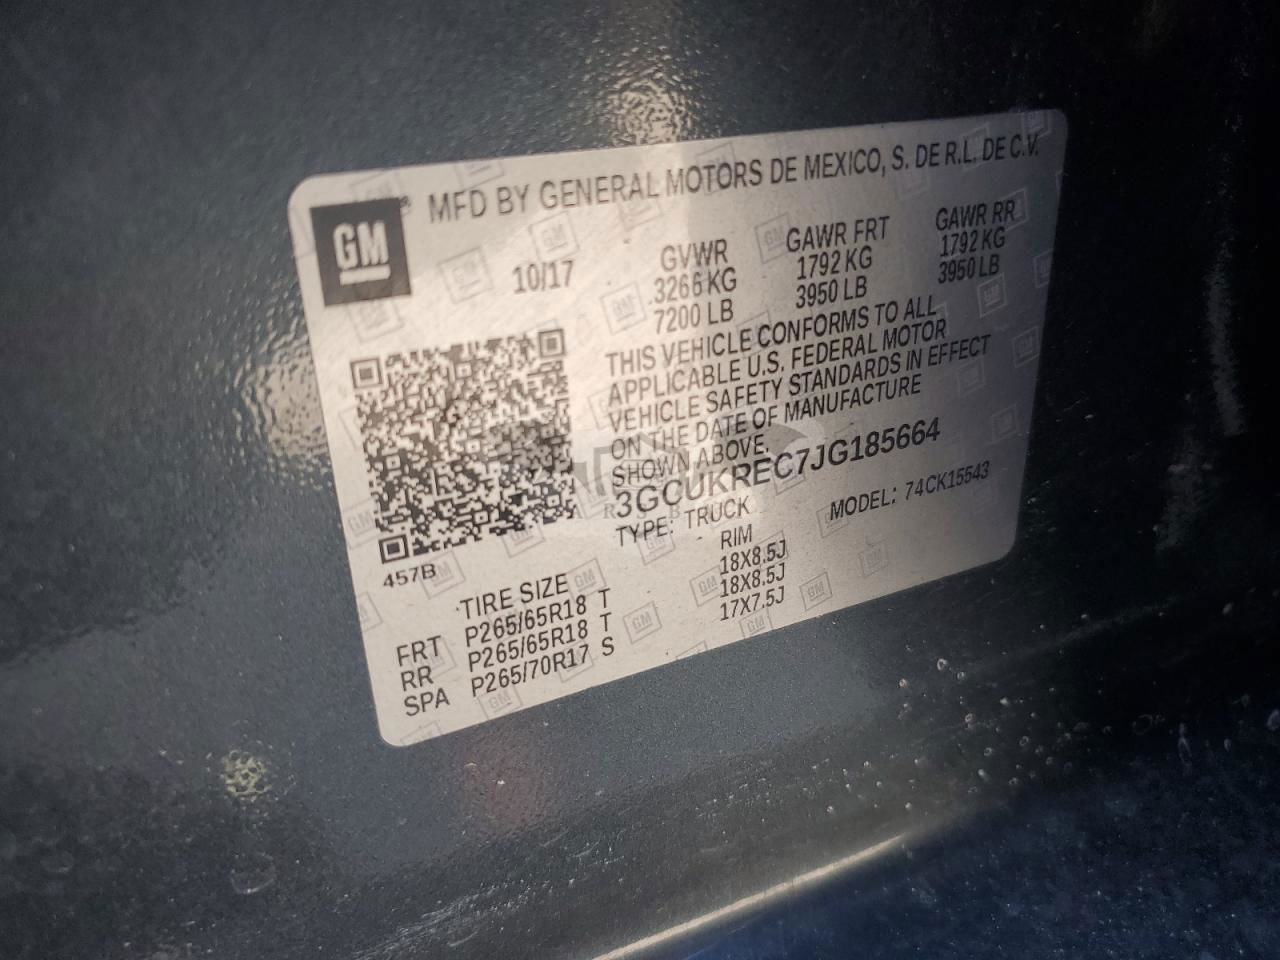 GM ® MFD BY GENERAL MOTORS DE MEXICO, S. DE R.L. DE C.V.
10/17
GVWR GAWR FRT GAWR RR
3266 KG 1792 KG 1792 KG
7200 LB 3950 LB 3950 LB
THIS VEHICLE CONFORMS TO ALL
APPLICABLE U.S. FEDERAL MOTOR
VEHICLE SAFETY STANDARDS IN EFFECT
ON THE DATE OF MANUFACTURE
SHOWN ABOVE.
3GCUKREC7JG185664
TYPE: TRUCK MODEL: 74CK15543
457B
TIRE SIZE RIM
FRT P265/65R18 T 18X8.5J
RR P265/65R18 T 18X8.5J
SPA P265/70R17 S 17X7.5J